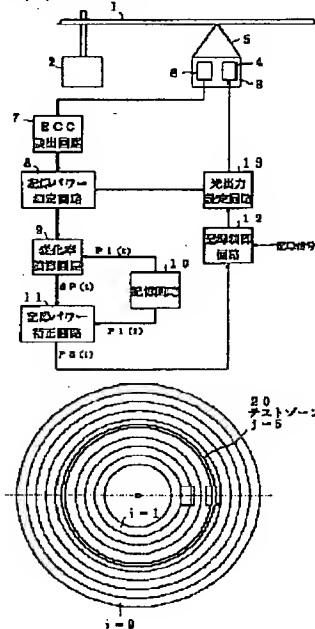 1
2
5
6
4
3
7
ECC
検出回路
8
記録パワー
設定回路
光出力
設定回路
13
12
記録制御
回路
記録信号
9
変化率
演算回路
P1(i)
10
記憶回路
δP(i)
P1(i)
11
記録パワー
補正回路
P3(i)
20
テストゾーン
j=5
i=1
i=9